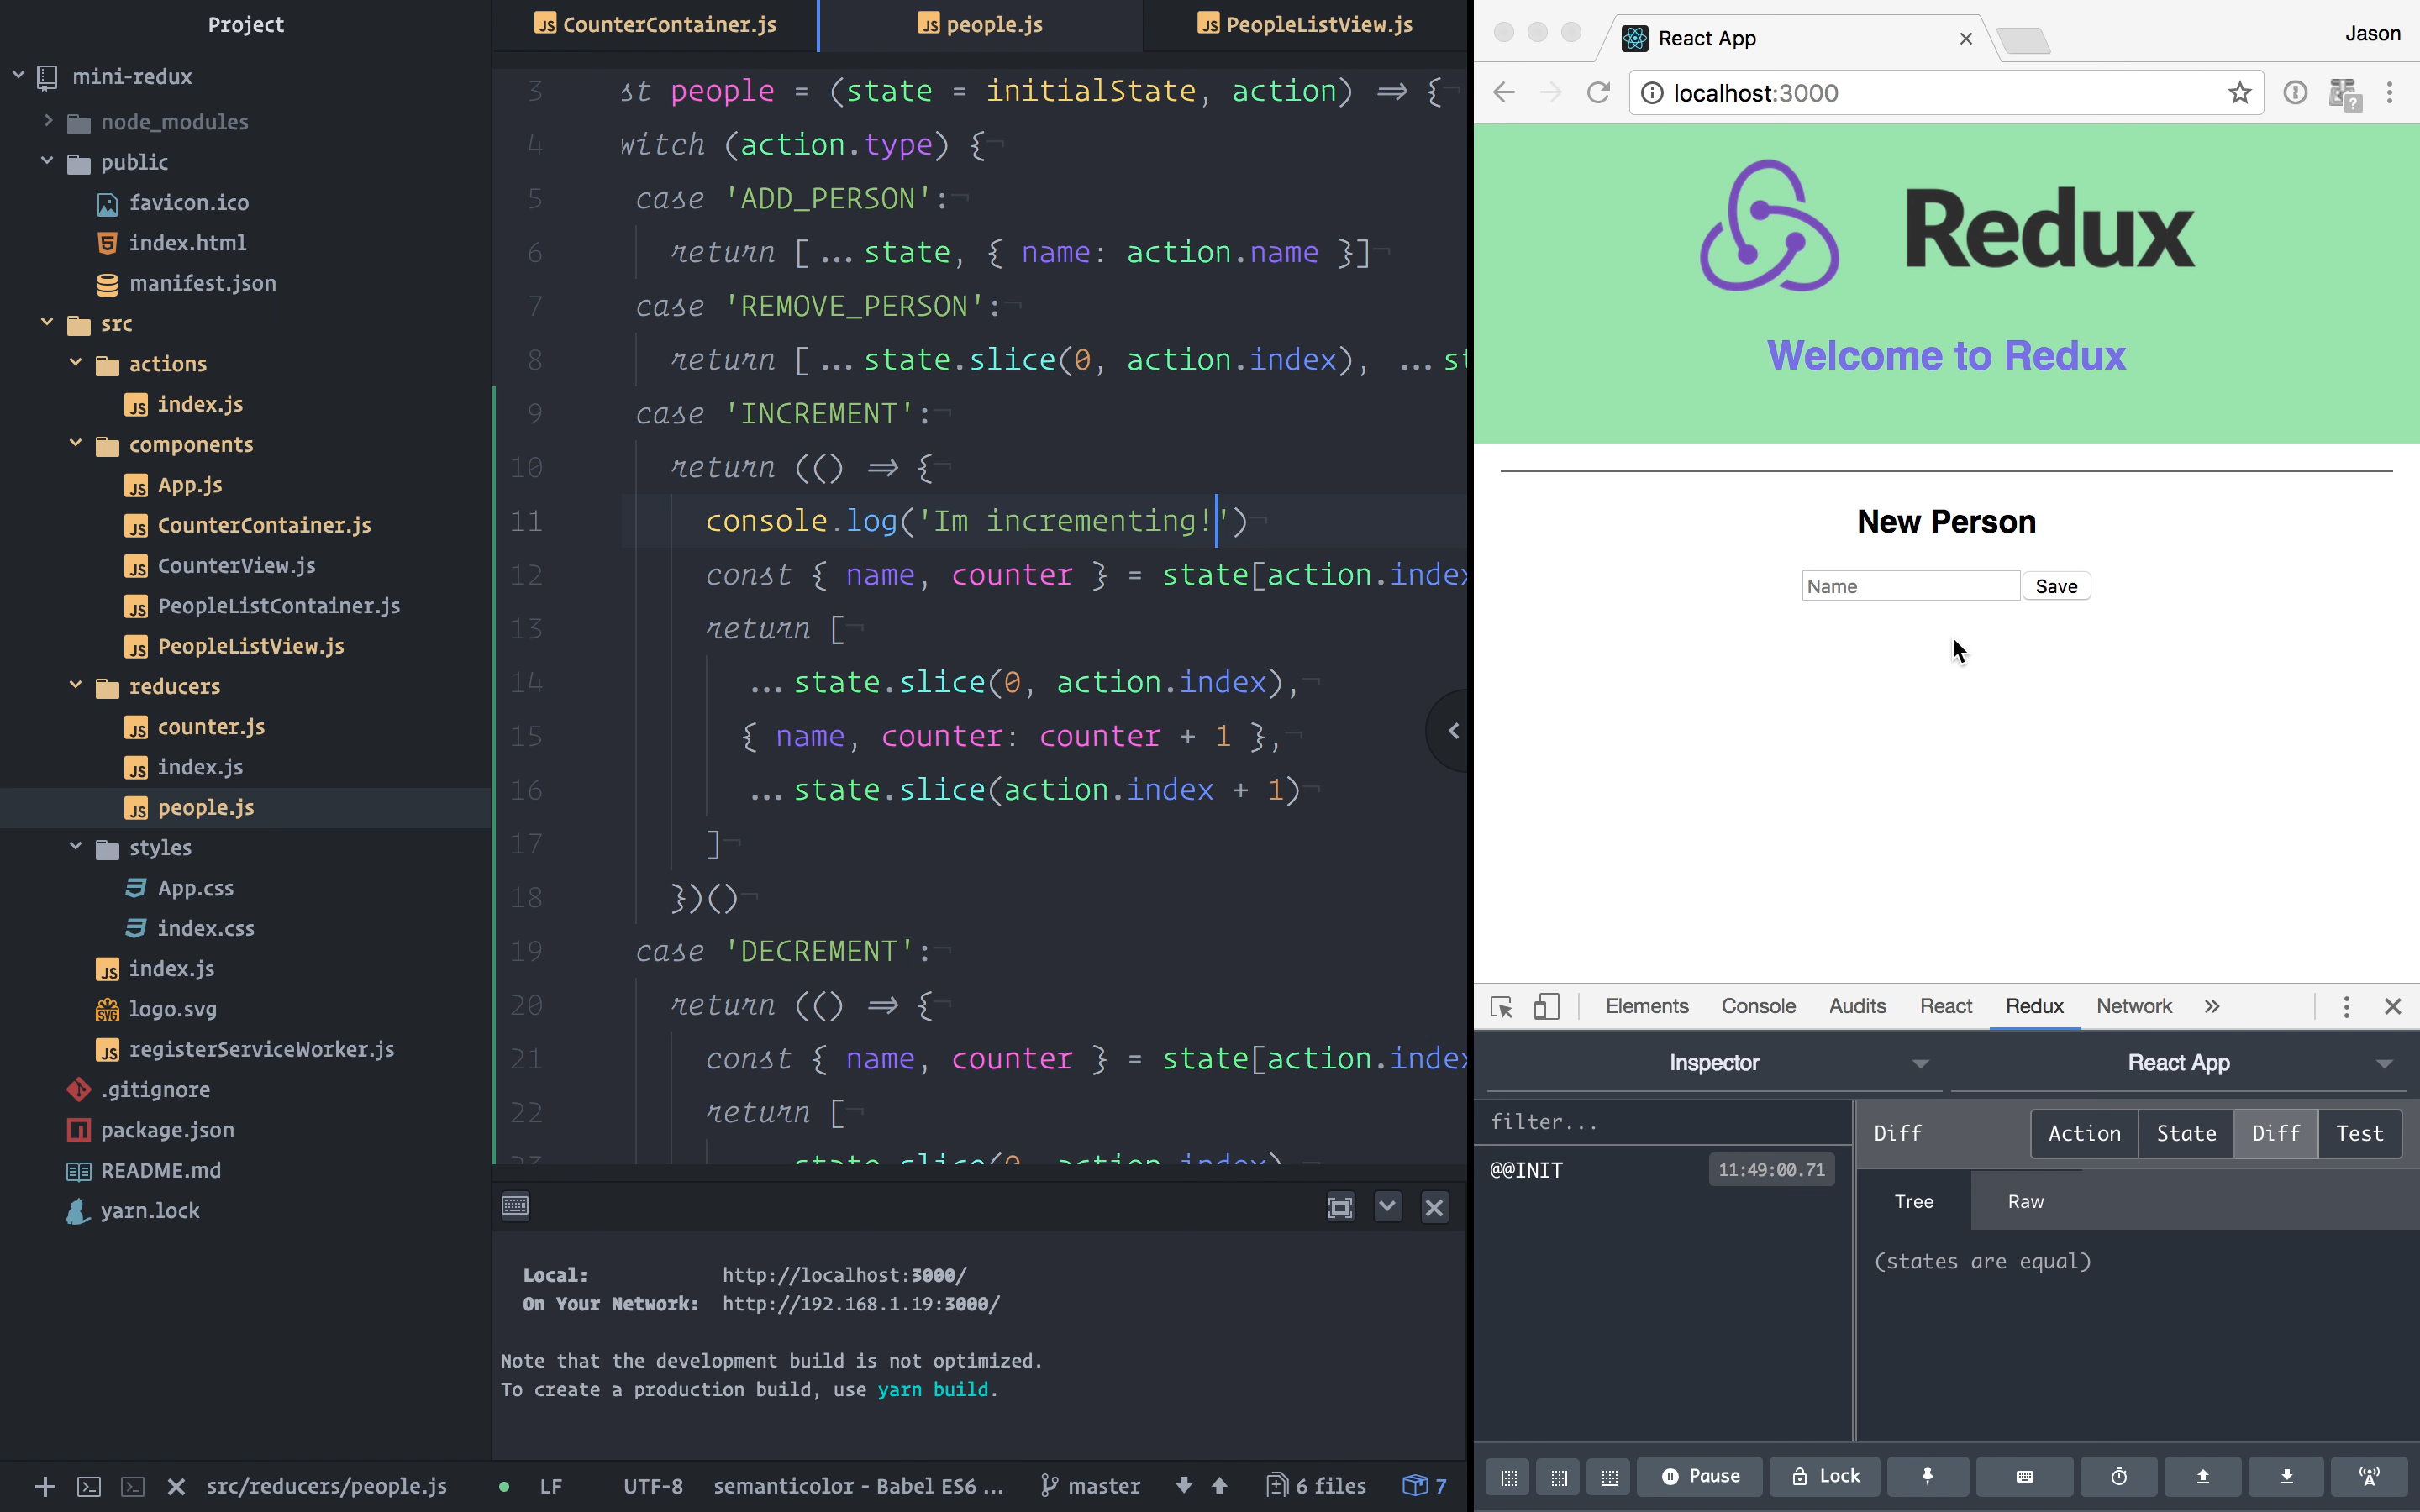 Project
mini-redux
node_modules
public
favicon.ico
index.html
manifest.json
src
actions
index.js
components
App.js
CounterContainer.js
CounterView.js
PeopleListContainer.js
PeopleListView.js
reducers
counter.js
index.js
people.js
styles
App.css
index.css
index.js
logo.svg
registerServiceWorker.js
.gitignore
package.json
README.md
yarn.lock
CounterContainer.js
people.js
PeopleListView.js
3 st people = (state = initialState, action) => {¬
4 witch (action.type) {¬
5 case 'ADD_PERSON':¬
6 return [...state, { name: action.name }]¬
7 case 'REMOVE_PERSON':¬
8 return [...state.slice(0, action.index), ...st
9 case 'INCREMENT':¬
10 return (() => {¬
11 console.log('Im incrementing!')¬
12 const { name, counter } = state[action.index
13 return [¬
14 ...state.slice(0, action.index),¬
15 { name, counter: counter + 1 },¬
16 ...state.slice(action.index + 1)¬
17 ]¬
18 })()¬
19 case 'DECREMENT':¬
20 return (() => {¬
21 const { name, counter } = state[action.index
22 return [¬
23 ...state.slice(0, action.index),¬
Local: http://localhost:3000/
On Your Network: http://192.168.1.19:3000/
Note that the development build is not optimized.
To create a production build, use yarn build.
src/reducers/people.js LF UTF-8 semanticolor - Babel ES6 ... master 6 files 7
React App
Jason
localhost:3000
Redux
Welcome to Redux
New Person
Name Save
Elements Console Audits React Redux Network »
Inspector React App
filter...
@@INIT 11:49:00.71
Diff Action State Diff Test
Tree Raw
(states are equal)
Pause Lock